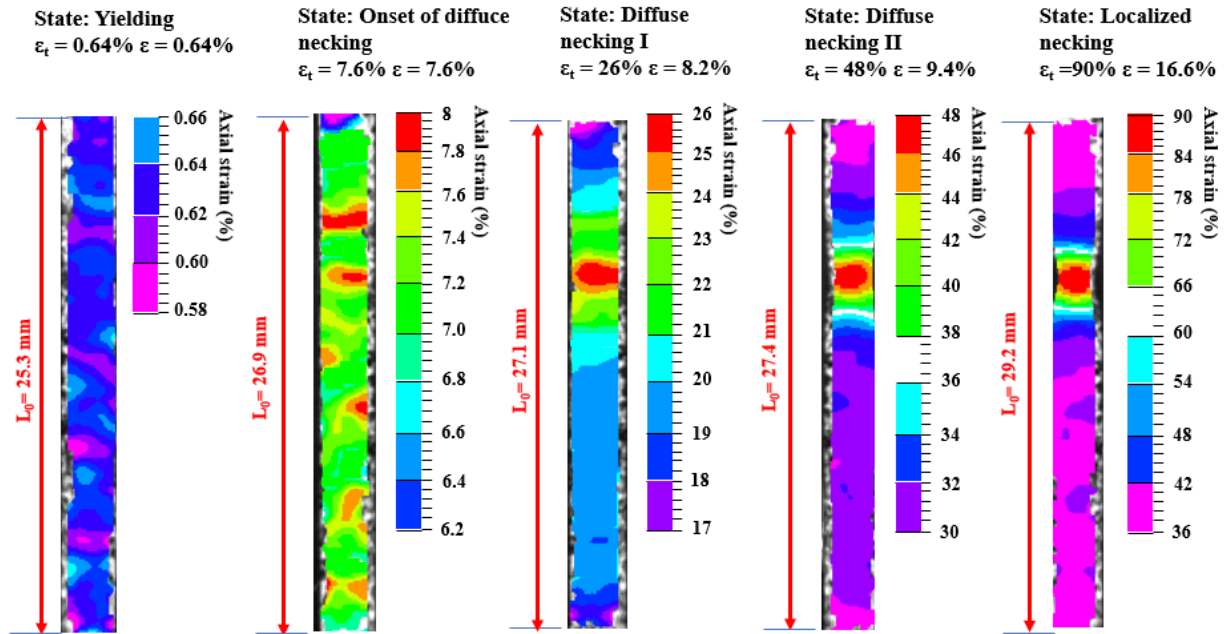 State: Yielding
εt = 0.64% ε = 0.64%
State: Onset of diffuce
necking
εt = 7.6% ε = 7.6%
State: Diffuse
necking I
εt = 26% ε = 8.2%
State: Diffuse
necking II
εt = 48% ε = 9.4%
State: Localized
necking
εt =90% ε = 16.6%
L0= 25.3 mm
0.66
0.64
0.62
0.60
0.58
Axial strain (%)
L0= 26.9 mm
8
7.8
7.6
7.4
7.2
7.0
6.8
6.6
6.4
6.2
Axial strain (%)
L0= 27.1 mm
26
25
24
23
22
21
20
19
18
17
Axial strain (%)
L0= 27.4 mm
48
46
44
42
40
38
36
34
32
30
Axial strain (%)
L0= 29.2 mm
90
84
78
72
66
60
54
48
42
36
Axial strain (%)